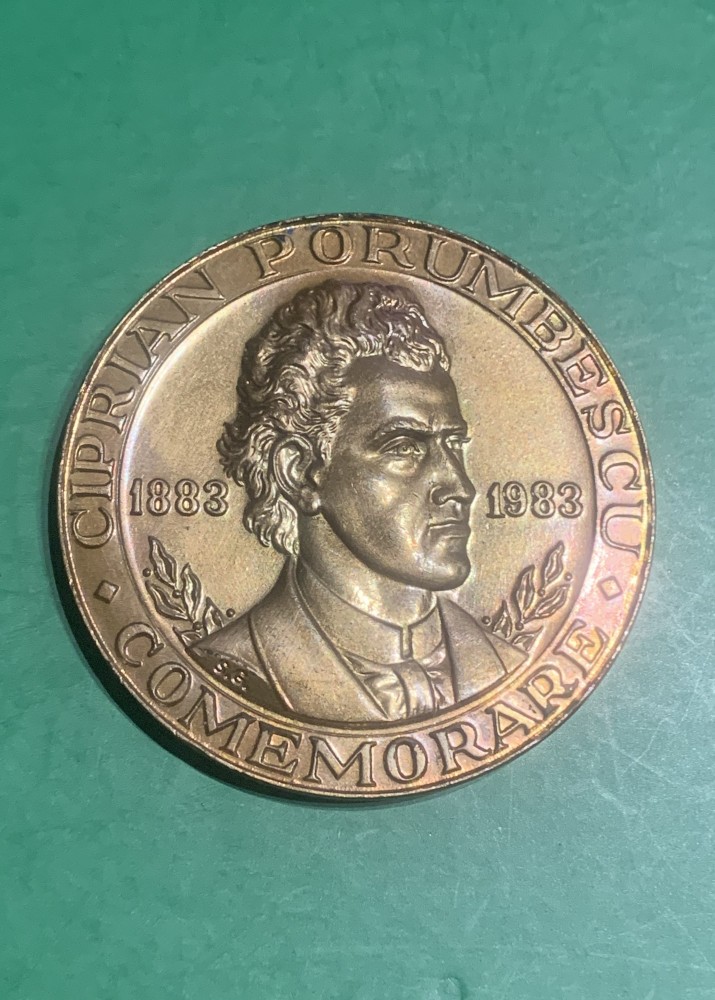 CIPRIAN PORUMBESCU
1883 1983
S.G.
COMEMORARE